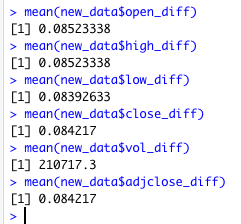 > mean(new_data$open_diff)
[1] 0.08523338
> mean(new_data$high_diff)
[1] 0.08523338
> mean(new_data$low_diff)
[1] 0.08392633
> mean(new_data$close_diff)
[1] 0.084217
> mean(new_data$vol_diff)
[1] 210717.3
> mean(new_data$adjclose_diff)
[1] 0.084217
>